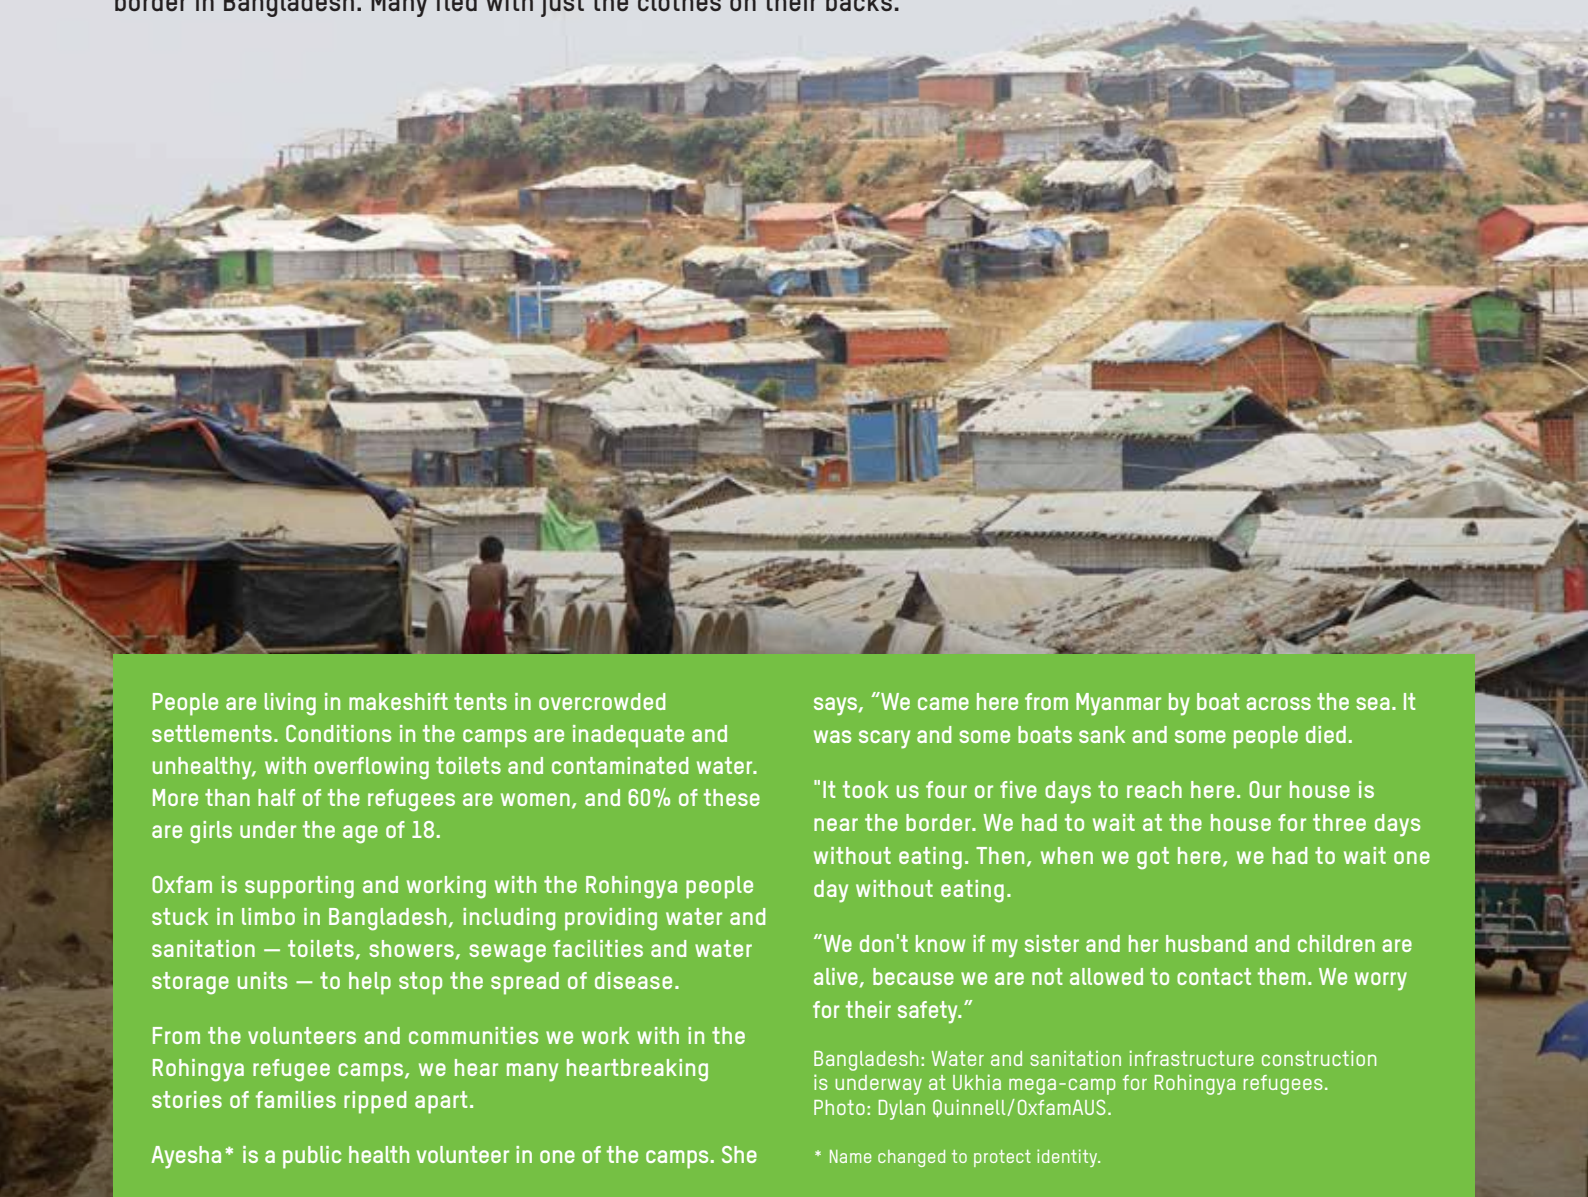 border in Bangladesh. Many fled with just the clothes on their backs.
People are living in makeshift tents in overcrowded
settlements. Conditions in the camps are inadequate and
unhealthy, with overflowing toilets and contaminated water.
More than half of the refugees are women, and 60% of these
are girls under the age of 18.
Oxfam is supporting and working with the Rohingya people
stuck in limbo in Bangladesh, including providing water and
sanitation — toilets, showers, sewage facilities and water
storage units — to help stop the spread of disease.
From the volunteers and communities we work with in the
Rohingya refugee camps, we hear many heartbreaking
stories of families ripped apart.
Ayesha* is a public health volunteer in one of the camps. She
says, “We came here from Myanmar by boat across the sea. It
was scary and some boats sank and some people died.
"It took us four or five days to reach here. Our house is
near the border. We had to wait at the house for three days
without eating. Then, when we got here, we had to wait one
day without eating.
“We don't know if my sister and her husband and children are
alive, because we are not allowed to contact them. We worry
for their safety.”
Bangladesh: Water and sanitation infrastructure construction
is underway at Ukhia mega-camp for Rohingya refugees.
Photo: Dylan Quinnell/OxfamAUS.
* Name changed to protect identity.